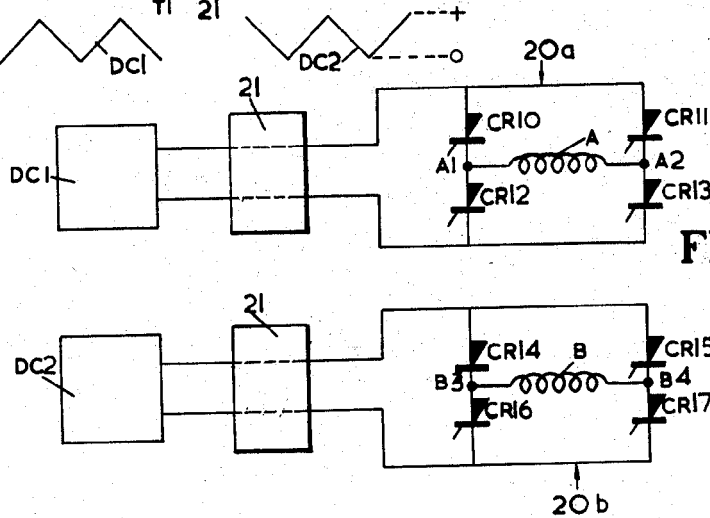 T1 21
DC1
DC2
+
O
20a
21
CR10
A
CR11
DC1
A1
A2
CR12
CR13
21
CR14
B
CR15
DC2
B3
B4
CR16
CR17
20b